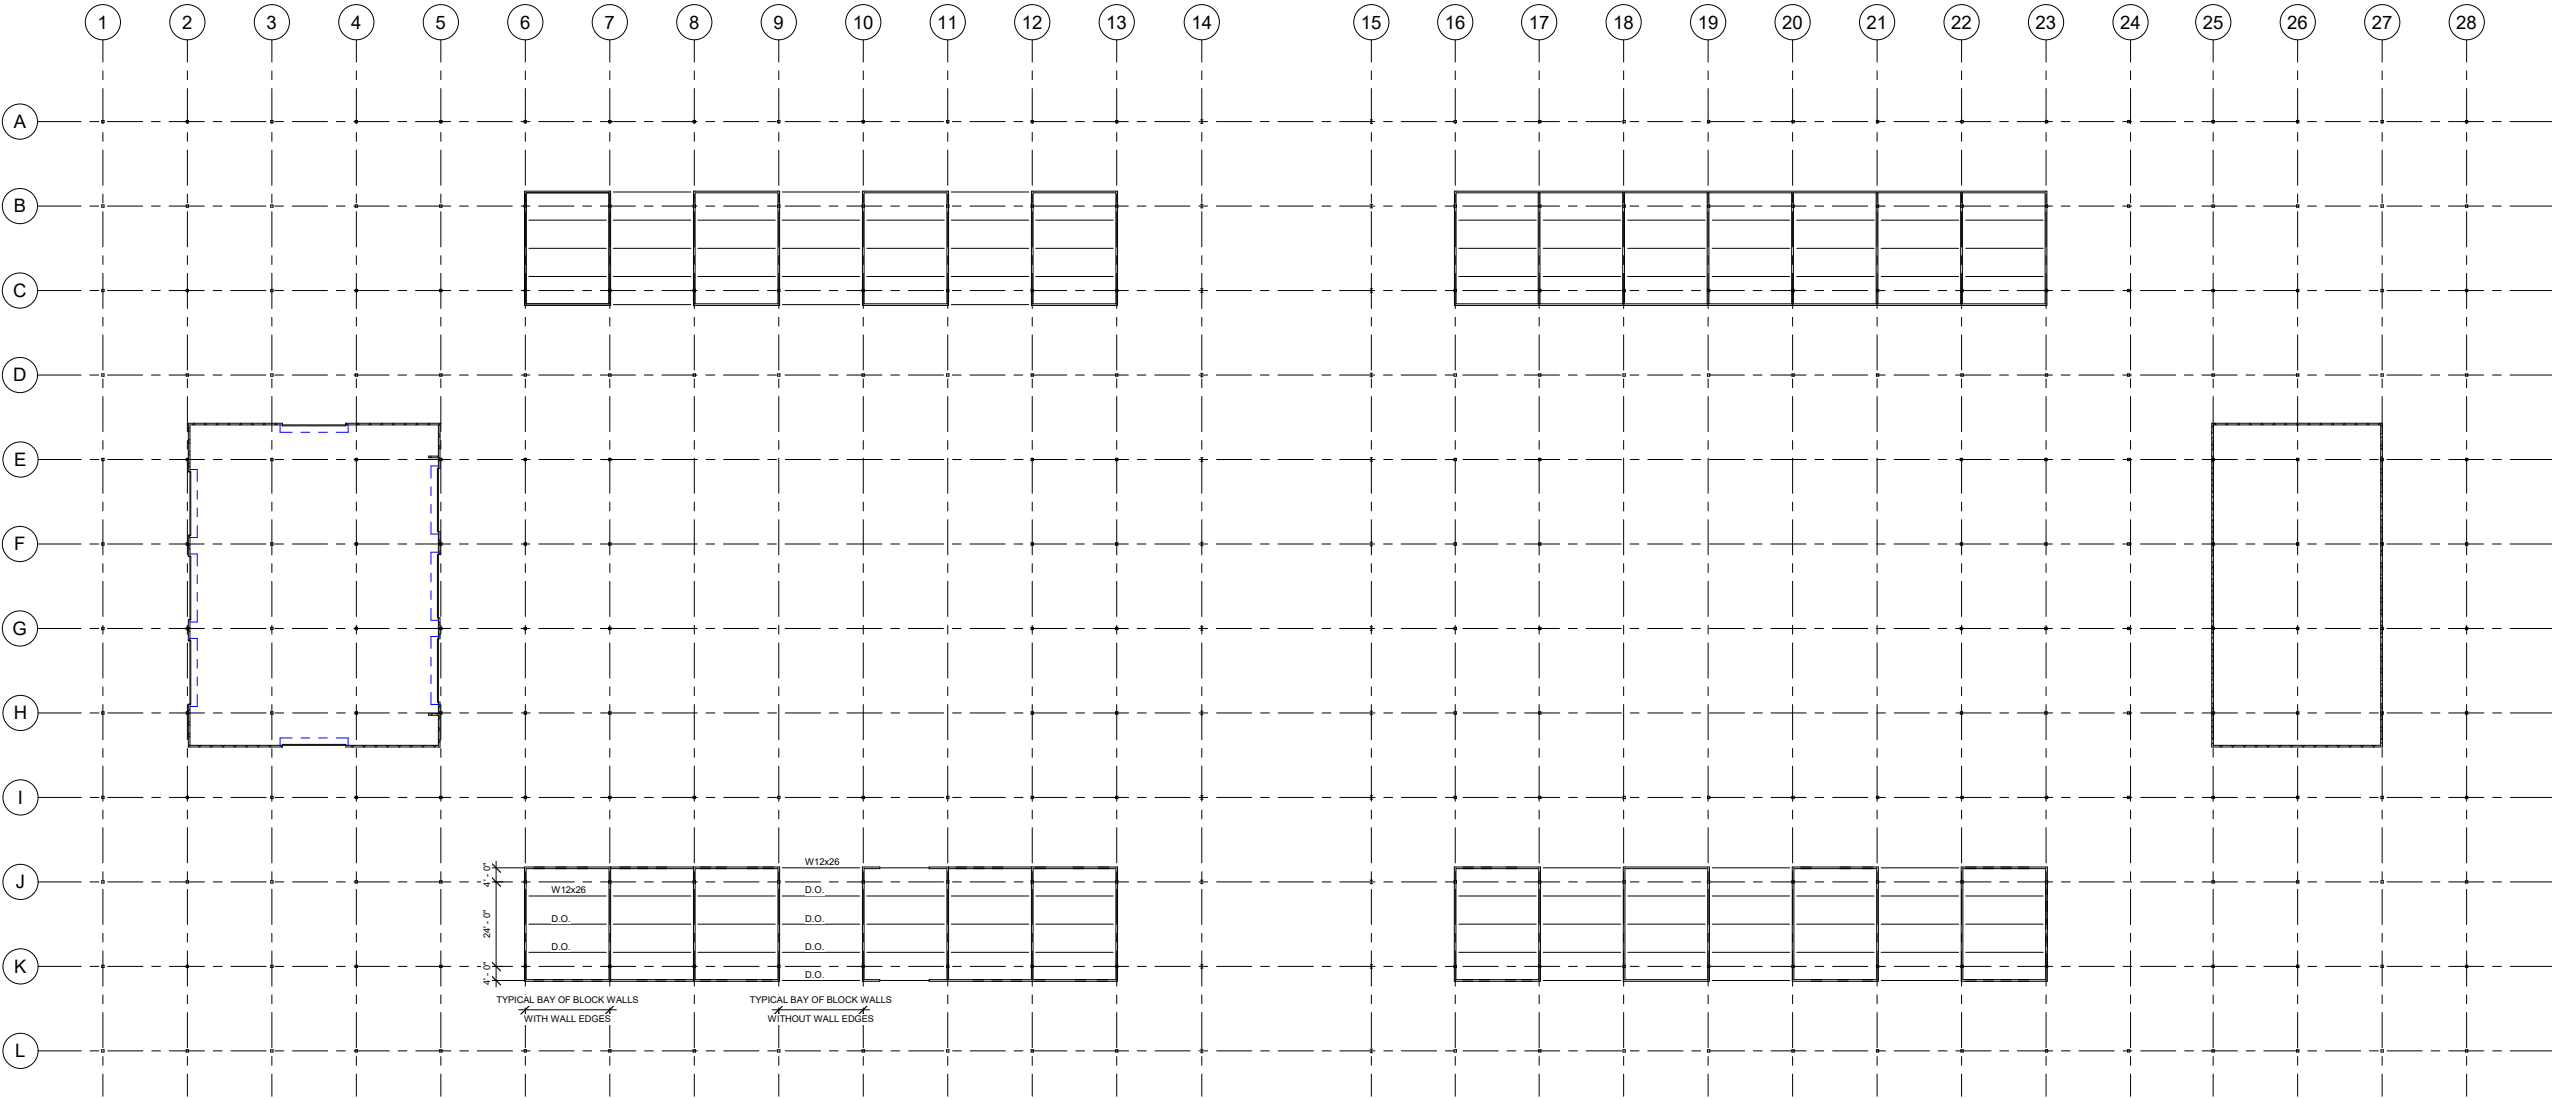 1 2 3 4 5 6 7 8 9 10 11 12 13 14 15 16 17 18 19 20 21 22 23 24 25 26 27 28
A
B
C
D
E
F
G
H
I
J
K
L
W12x26
4' - 0"
W12x26
D.O.
24' - 0"
D.O.
D.O.
D.O.
D.O.
4' - 0"
D.O.
TYPICAL BAY OF BLOCK WALLS
WITH WALL EDGES
TYPICAL BAY OF BLOCK WALLS
WITHOUT WALL EDGES